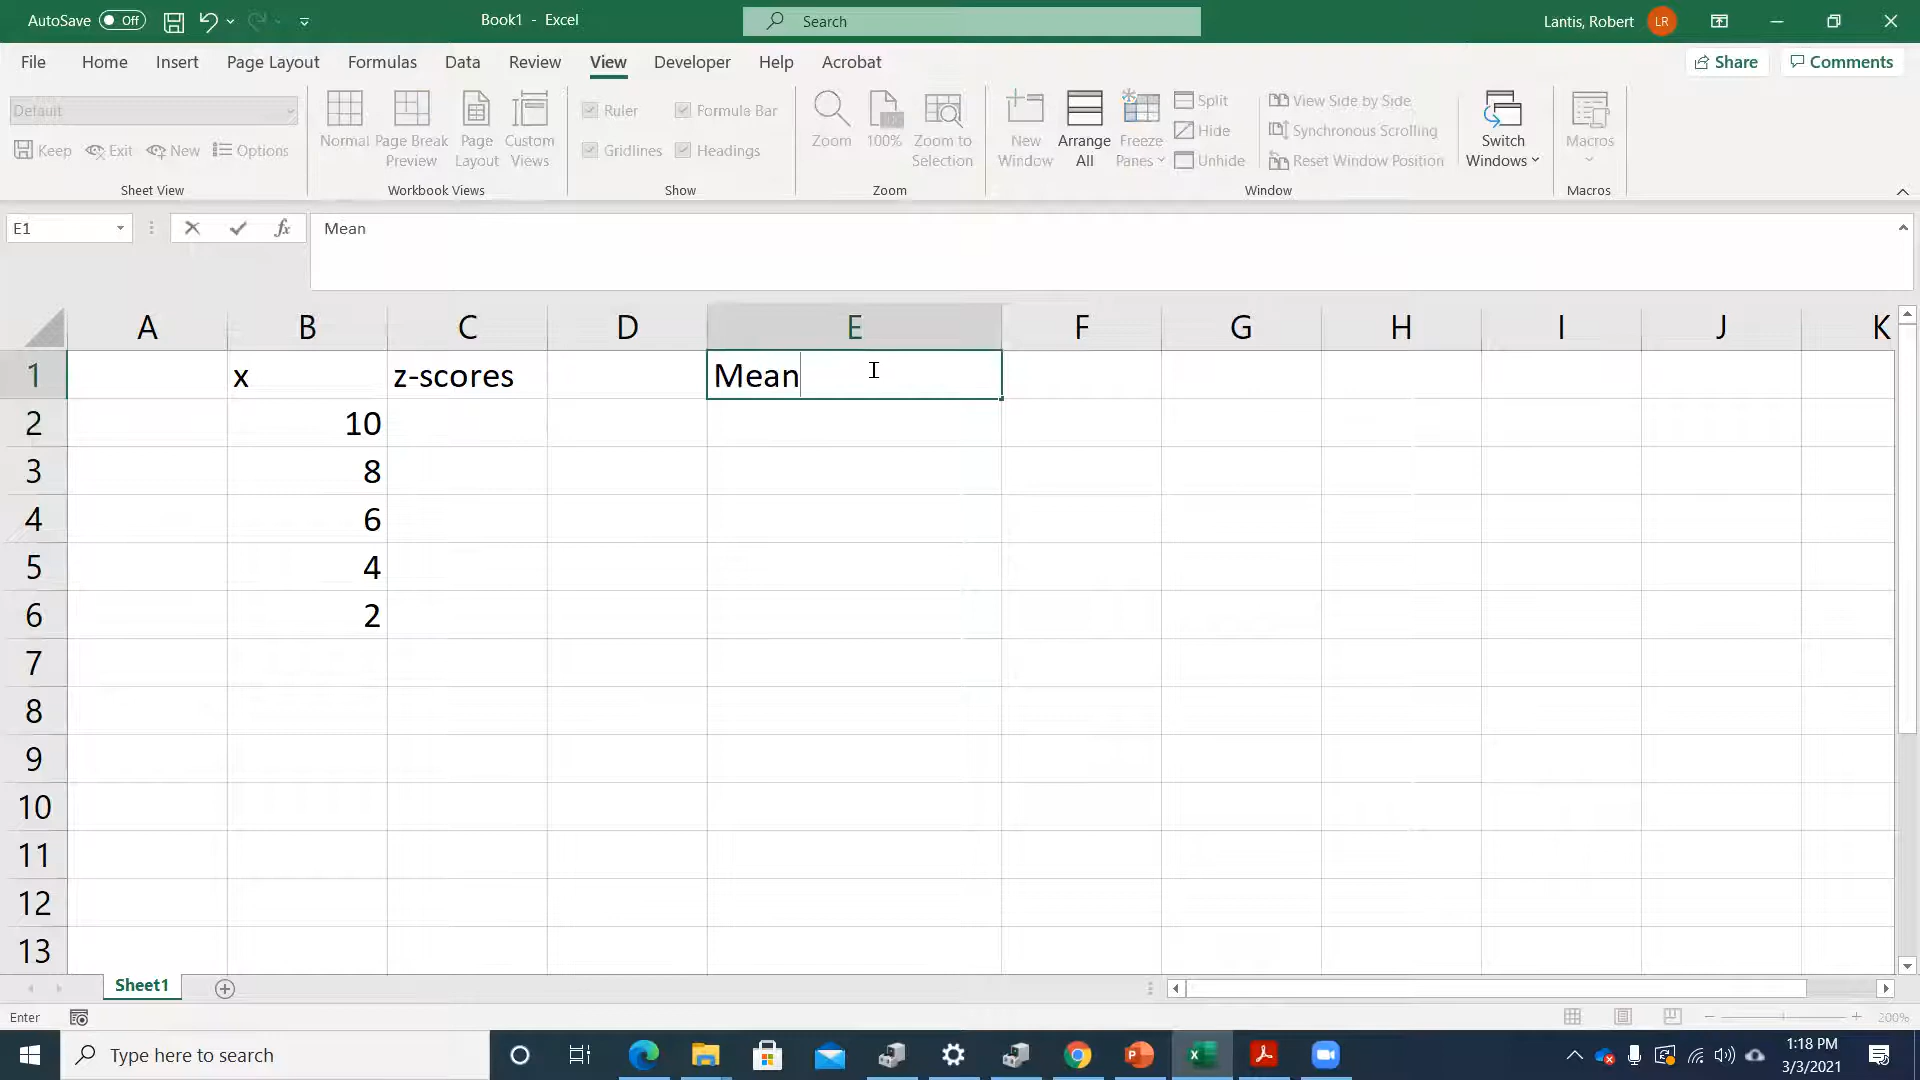 AutoSave Off Book1 - Excel Search Lantis, Robert LR
File Home Insert Page Layout Formulas Data Review View Developer Help Acrobat Share Comments
Default
Keep Exit New Options
Sheet View
Normal Page Break Preview Page Layout Custom Views
Workbook Views
Ruler Formula Bar
Gridlines Headings
Show
Zoom 100% Zoom to Selection
Zoom
New Window Arrange All Freeze Panes
Split
Hide
Unhide
View Side by Side
Synchronous Scrolling
Reset Window Position
Switch Windows
Window
Macros
Macros
E1 fx Mean
A B C D E F G H I J K
1 x z-scores Mean
2 10
3 8
4 6
5 4
6 2
7
8
9
10
11
12
13
Sheet1
Enter 200%
Type here to search
1:18 PM
3/3/2021